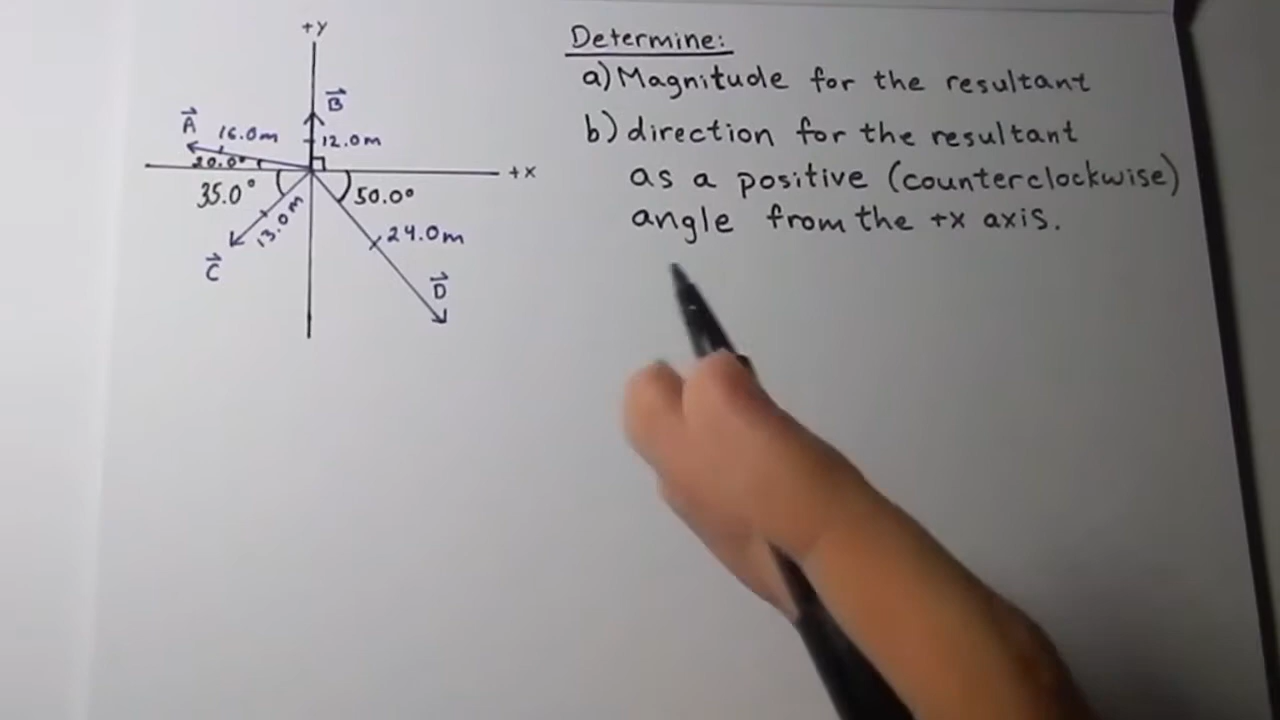 +y
B
A
16.0m
12.0m
20.0°
+x
35.0°
50.0°
13.0m
24.0m
C
D
Determine:
a) Magnitude for the resultant
b) direction for the resultant
as a positive (counterclockwise)
angle from the +x axis.